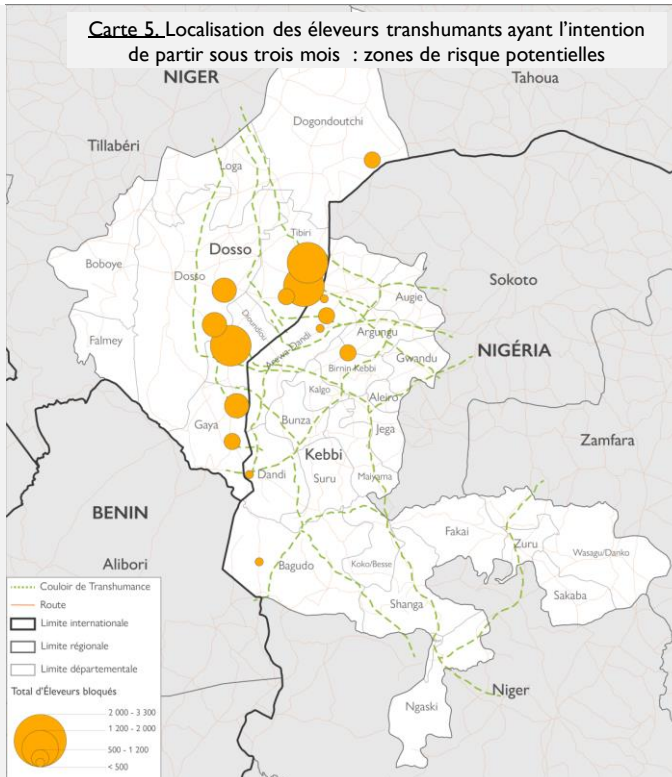 Carte 5. Localisation des éleveurs transhumants ayant l’intention
de partir sous trois mois : zones de risque potentielles
NIGER
Tahoua
Dogondoutchi
Tillabéri
Loga
Tibiri
Dosso
Sokoto
Boboye
Dosso
Augie
Doundiou
Argungu
Falmey
Arewa-Dandi
NIGÉRIA
Gwandu
Birnin-Kebbi
Kalgo
Aleiro
Gaya
Bunza
Jega
Zamfara
Kebbi
Dandi
Suru
Maiyama
BENIN
Fakai
Zuru
Wasagu/Danko
Alibori
Bagudo
Koko/Besse
Sakaba
Shanga
Niger
Ngaski
Couloir de Transhumance
Route
Limite internationale
Limite régionale
Limite départementale
Total d’Éleveurs bloqués
2 000 - 3 300
1 200 - 2 000
500 - 1 200
< 500